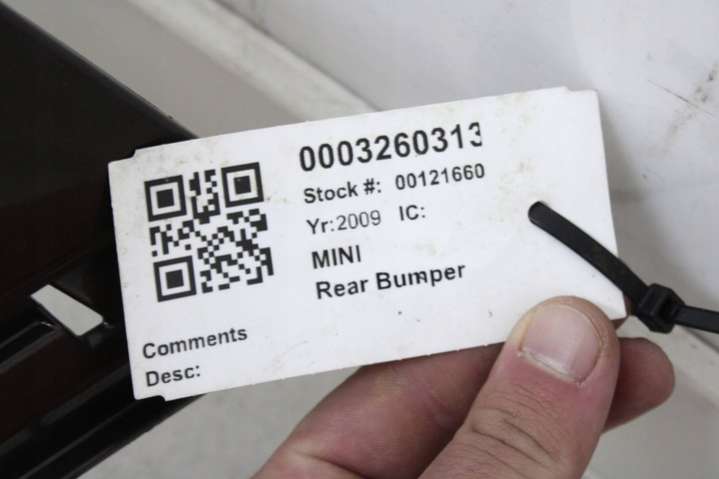 0003260313
Stock #: 00121660
Yr:2009 IC:
MINI
Rear Bumper
Comments
Desc: